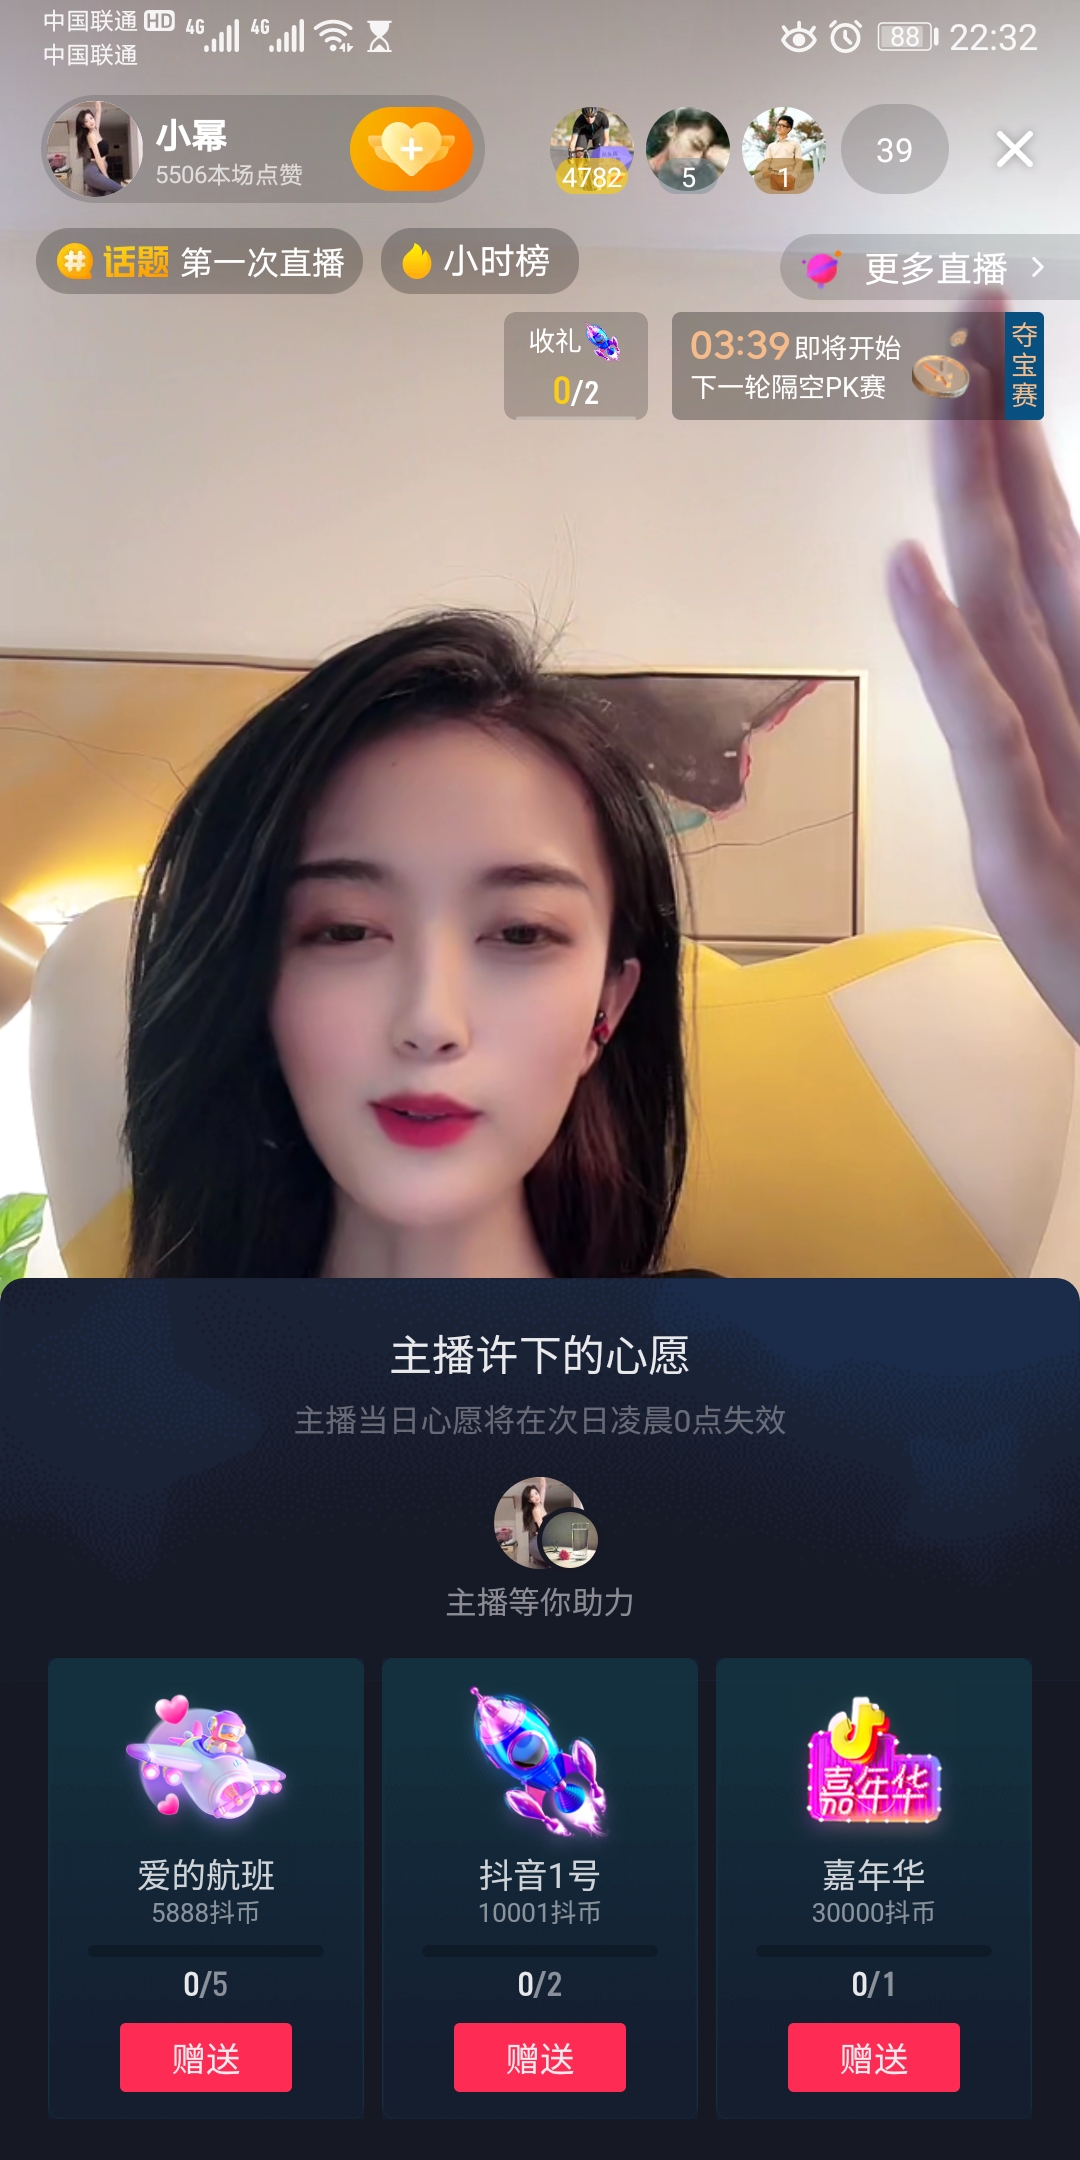 中国联通 HD 4G 4G 88 22:32
中国联通
小幂
5506本场点赞
4782 5 1 39
话题 第一次直播 小时榜
更多直播
收礼
0/2
03:39 即将开始
下一轮隔空PK赛
夺宝赛
主播许下的心愿
主播当日心愿将在次日凌晨0点失效
主播等你助力
嘉年华
爱的航班 抖音1号 嘉年华
5888抖币 10001抖币 30000抖币
0/5 0/2 0/1
赠送 赠送 赠送